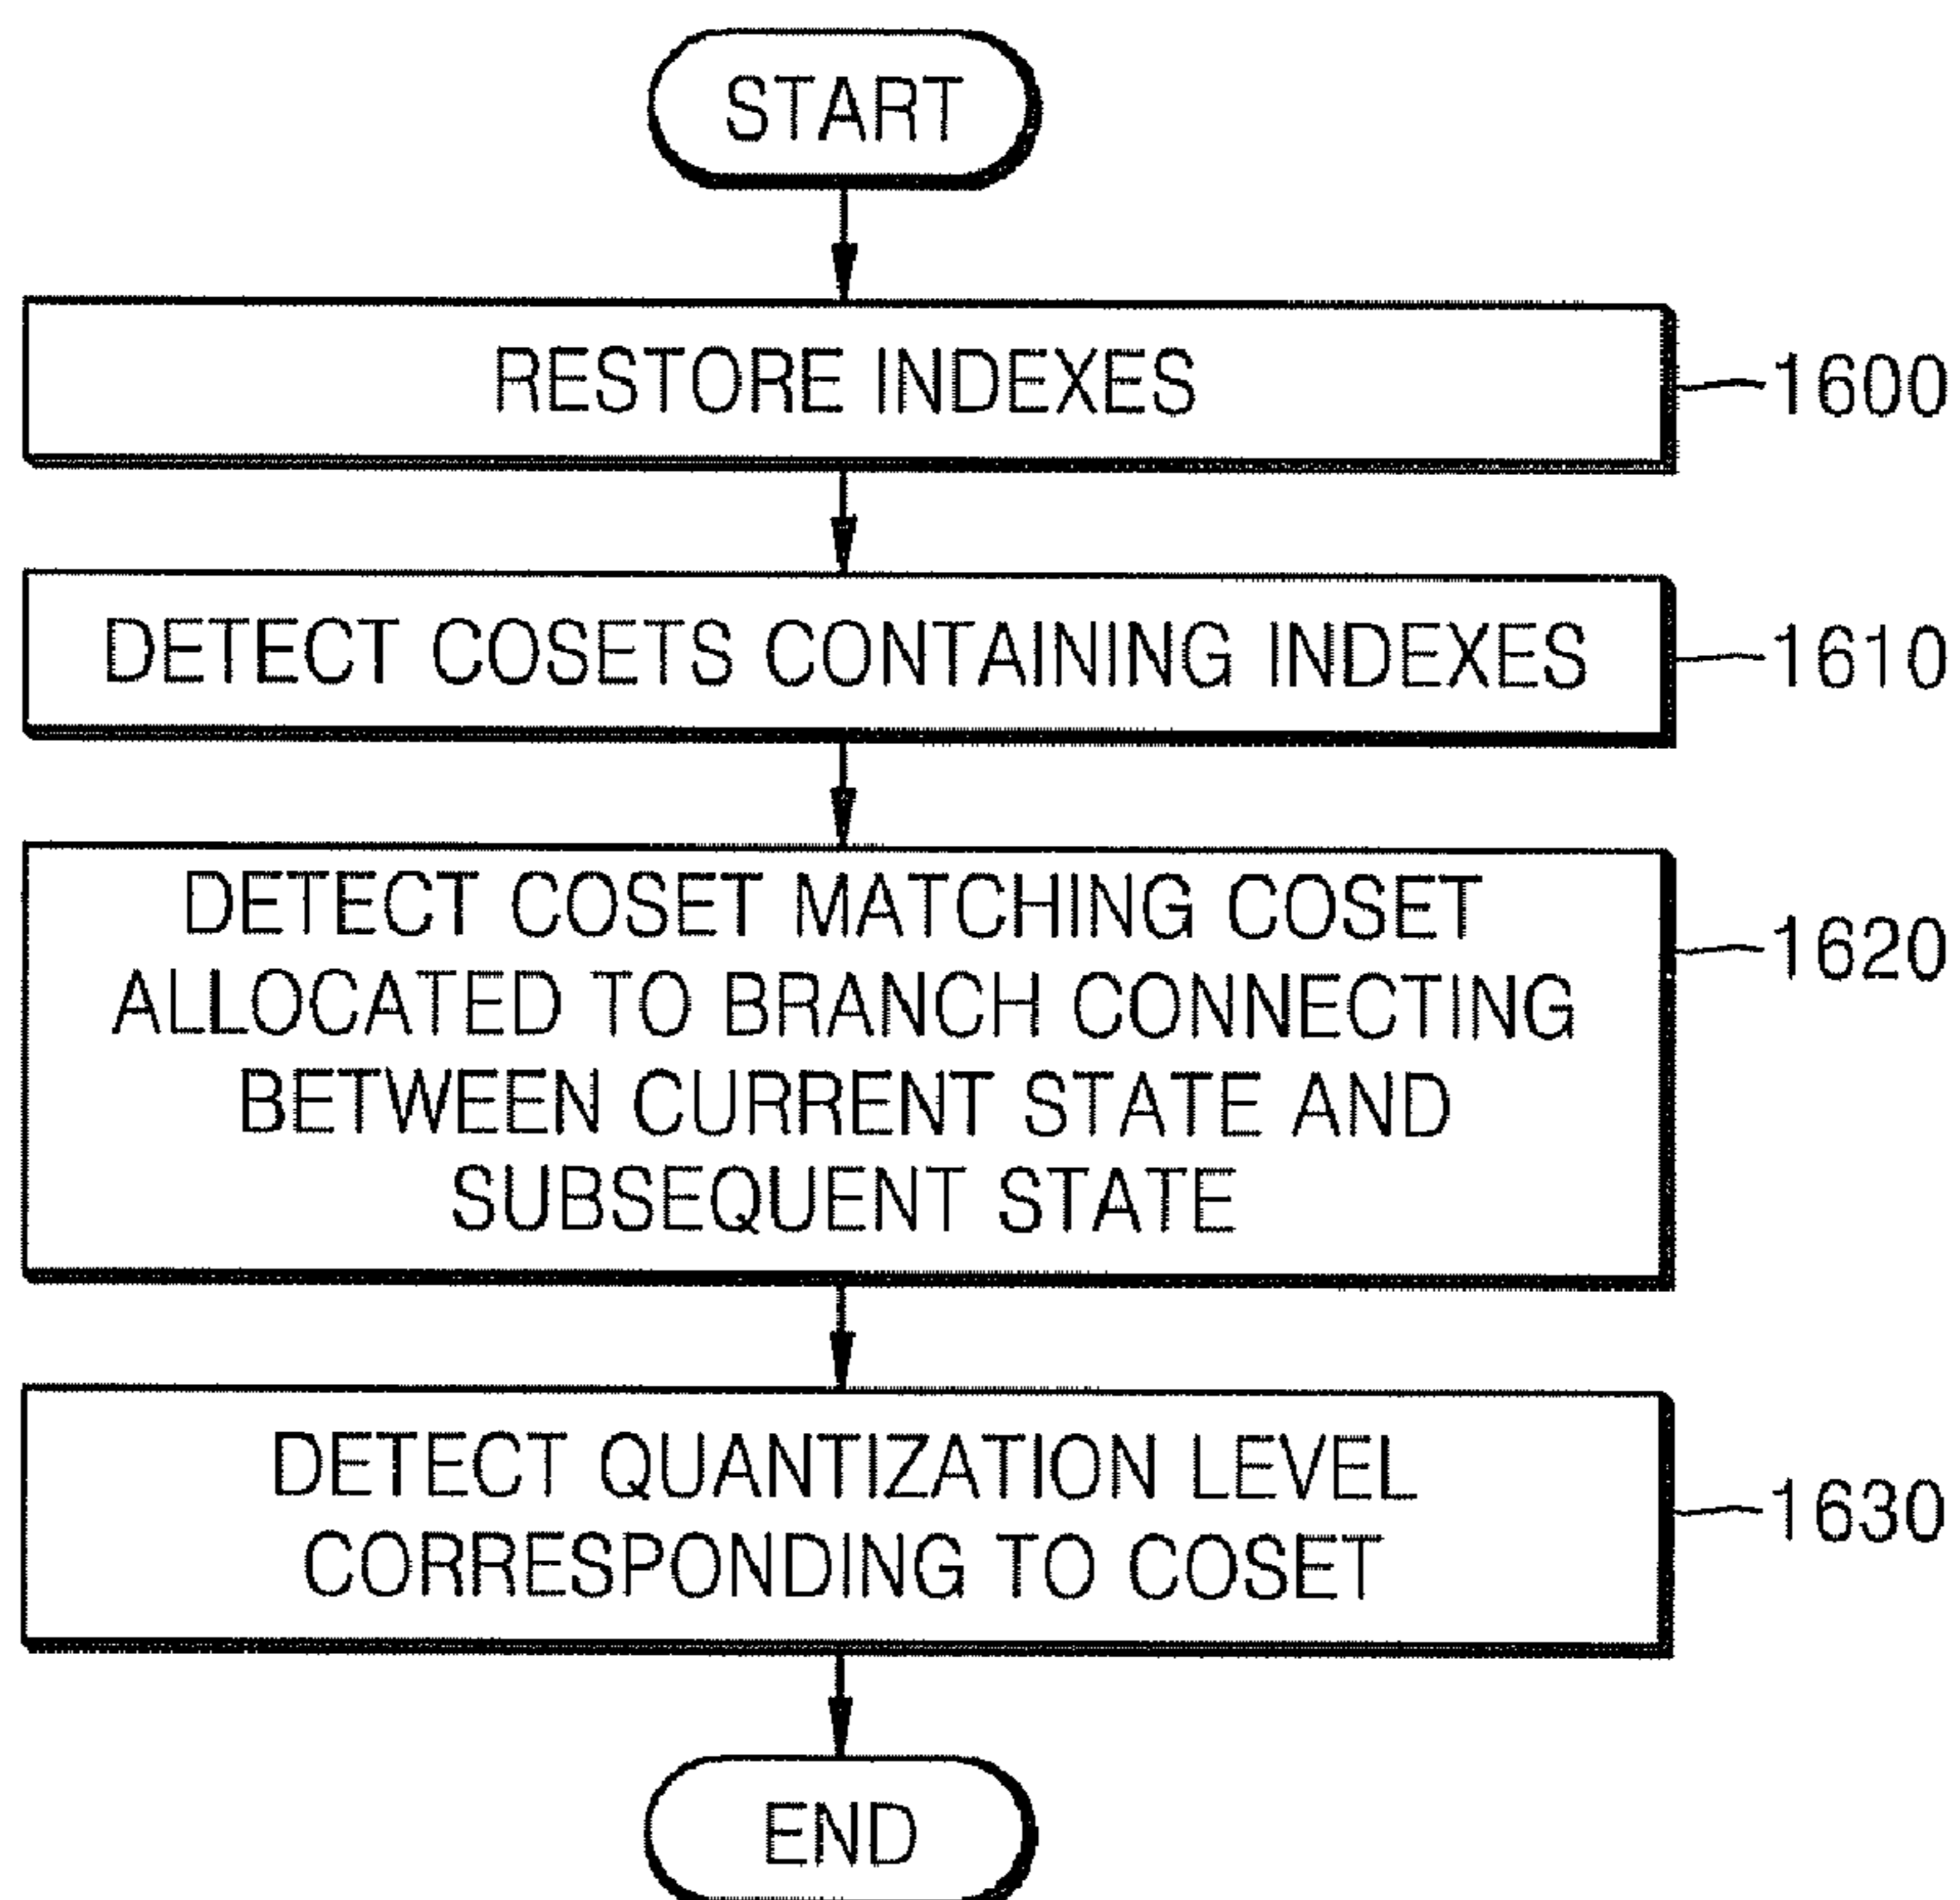 START
RESTORE INDEXES
1600
DETECT COSETS CONTAINING INDEXES
1610
DETECT COSET MATCHING COSET
ALLOCATED TO BRANCH CONNECTING
BETWEEN CURRENT STATE AND
SUBSEQUENT STATE
1620
DETECT QUANTIZATION LEVEL
CORRESPONDING TO COSET
1630
END